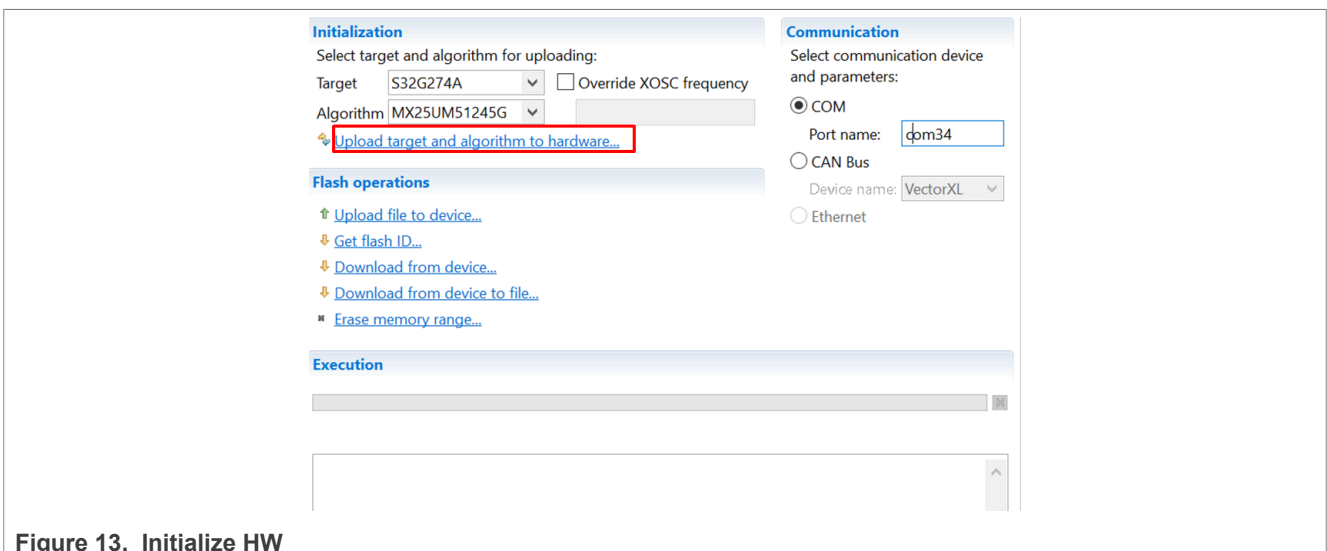 Initialization
Select target and algorithm for uploading:
Target S32G274A Override XOSC frequency
Algorithm MX25UM51245G
Upload target and algorithm to hardware...
Flash operations
Upload file to device...
Get flash ID...
Download from device...
Download from device to file...
Erase memory range...
Execution
Communication
Select communication device
and parameters:
COM
Port name: com34
CAN Bus
Device name: VectorXL
Ethernet
Figure 13. Initialize HW